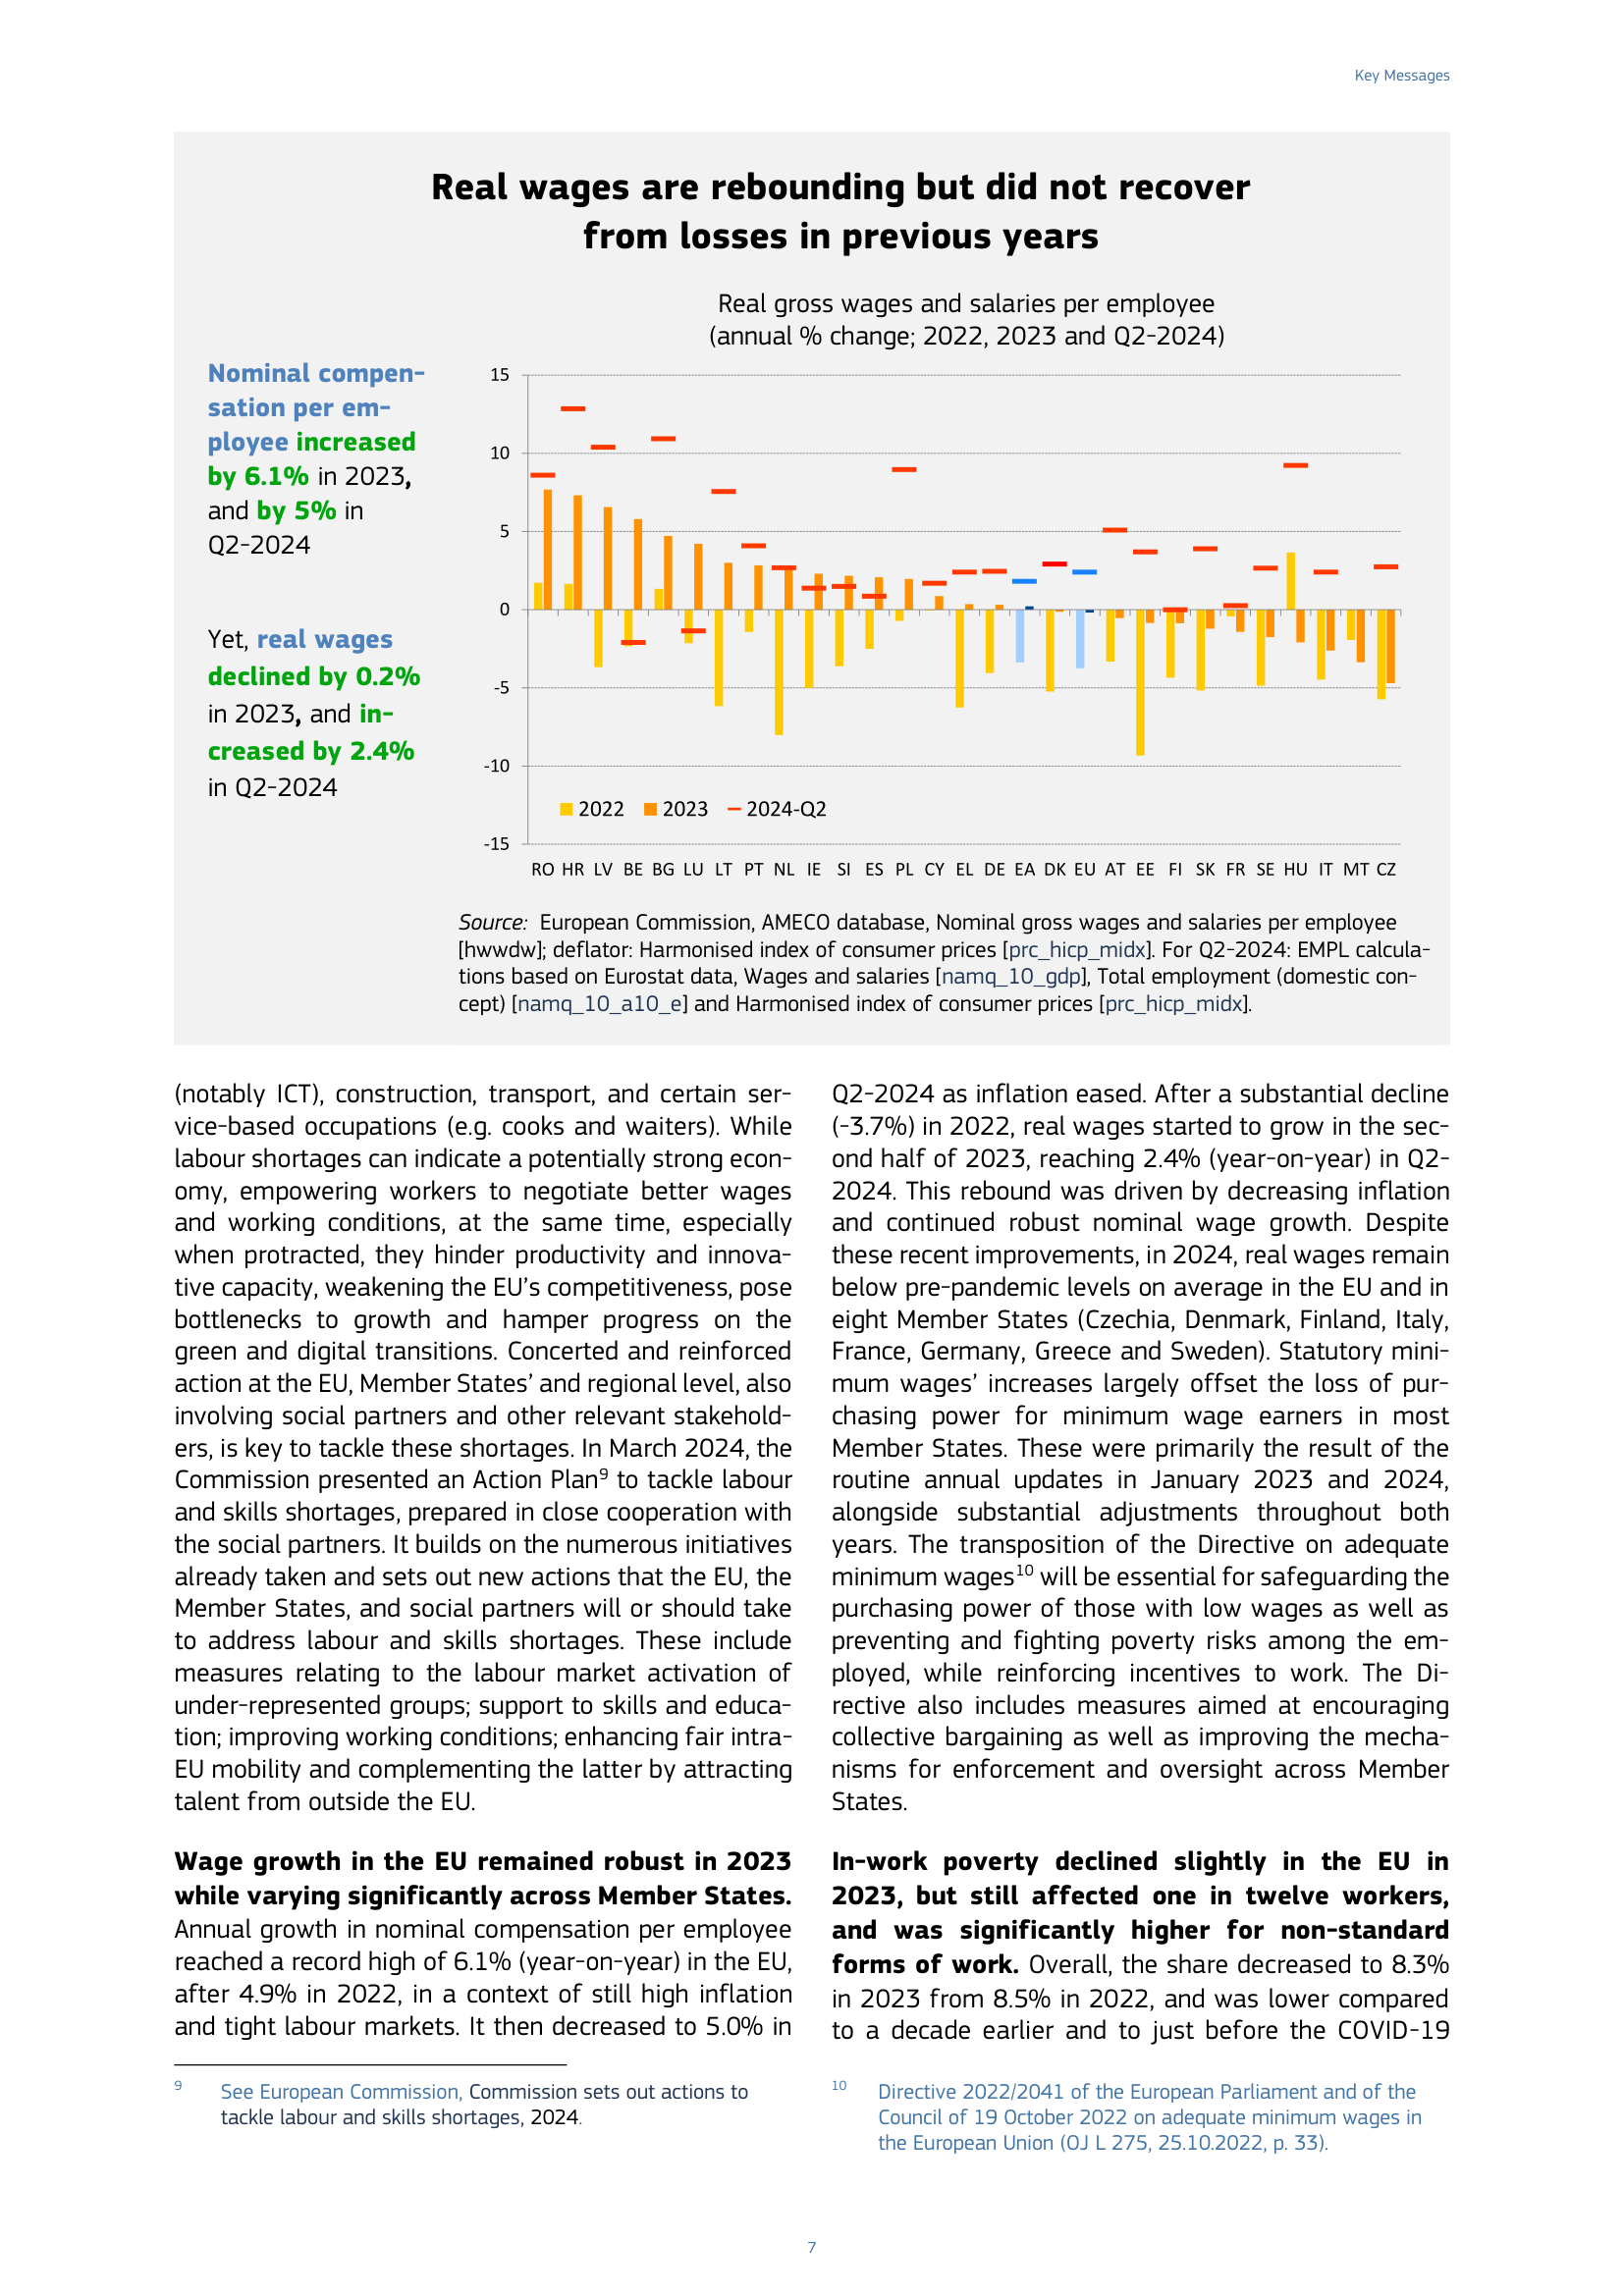 Key Messages
Real wages are rebounding but did not recover
from losses in previous years
Nominal compen-
sation per em-
ployee increased
by 6.1% in 2023,
and by 5% in
Q2-2024
Yet, real wages
declined by 0.2%
in 2023, and in-
creased by 2.4%
in Q2-2024
Real gross wages and salaries per employee
(annual % change; 2022, 2023 and Q2-2024)
15
10
5
0
-5
-10
-15
2022 2023 2024-Q2
RO HR LV BE BG LU LT PT NL IE SI ES PL CY EL DE EA DK EU AT EE FI SK FR SE HU IT MT CZ
Source: European Commission, AMECO database, Nominal gross wages and salaries per employee
[hwwdw]; deflator: Harmonised index of consumer prices [prc_hicp_midx]. For Q2-2024: EMPL calcula-
tions based on Eurostat data, Wages and salaries [namq_10_gdp], Total employment (domestic con-
cept) [namq_10_a10_e] and Harmonised index of consumer prices [prc_hicp_midx].
(notably ICT), construction, transport, and certain ser-
vice-based occupations (e.g. cooks and waiters). While
labour shortages can indicate a potentially strong econ-
omy, empowering workers to negotiate better wages
and working conditions, at the same time, especially
when protracted, they hinder productivity and innova-
tive capacity, weakening the EU's competitiveness, pose
bottlenecks to growth and hamper progress on the
green and digital transitions. Concerted and reinforced
action at the EU, Member States' and regional level, also
involving social partners and other relevant stakehold-
ers, is key to tackle these shortages. In March 2024, the
Commission presented an Action Plan⁹ to tackle labour
and skills shortages, prepared in close cooperation with
the social partners. It builds on the numerous initiatives
already taken and sets out new actions that the EU, the
Member States, and social partners will or should take
to address labour and skills shortages. These include
measures relating to the labour market activation of
under-represented groups; support to skills and educa-
tion; improving working conditions; enhancing fair intra-
EU mobility and complementing the latter by attracting
talent from outside the EU.
Wage growth in the EU remained robust in 2023
while varying significantly across Member States.
Annual growth in nominal compensation per employee
reached a record high of 6.1% (year-on-year) in the EU,
after 4.9% in 2022, in a context of still high inflation
and tight labour markets. It then decreased to 5.0% in
Q2-2024 as inflation eased. After a substantial decline
(-3.7%) in 2022, real wages started to grow in the sec-
ond half of 2023, reaching 2.4% (year-on-year) in Q2-
2024. This rebound was driven by decreasing inflation
and continued robust nominal wage growth. Despite
these recent improvements, in 2024, real wages remain
below pre-pandemic levels on average in the EU and in
eight Member States (Czechia, Denmark, Finland, Italy,
France, Germany, Greece and Sweden). Statutory mini-
mum wages' increases largely offset the loss of pur-
chasing power for minimum wage earners in most
Member States. These were primarily the result of the
routine annual updates in January 2023 and 2024,
alongside substantial adjustments throughout both
years. The transposition of the Directive on adequate
minimum wages¹⁰ will be essential for safeguarding the
purchasing power of those with low wages as well as
preventing and fighting poverty risks among the em-
ployed, while reinforcing incentives to work. The Di-
rective also includes measures aimed at encouraging
collective bargaining as well as improving the mecha-
nisms for enforcement and oversight across Member
States.
In-work poverty declined slightly in the EU in
2023, but still affected one in twelve workers,
and was significantly higher for non-standard
forms of work. Overall, the share decreased to 8.3%
in 2023 from 8.5% in 2022, and was lower compared
to a decade earlier and to just before the COVID-19
9 See European Commission, Commission sets out actions to
tackle labour and skills shortages, 2024.
10 Directive 2022/2041 of the European Parliament and of the
Council of 19 October 2022 on adequate minimum wages in
the European Union (OJ L 275, 25.10.2022, p. 33).
7